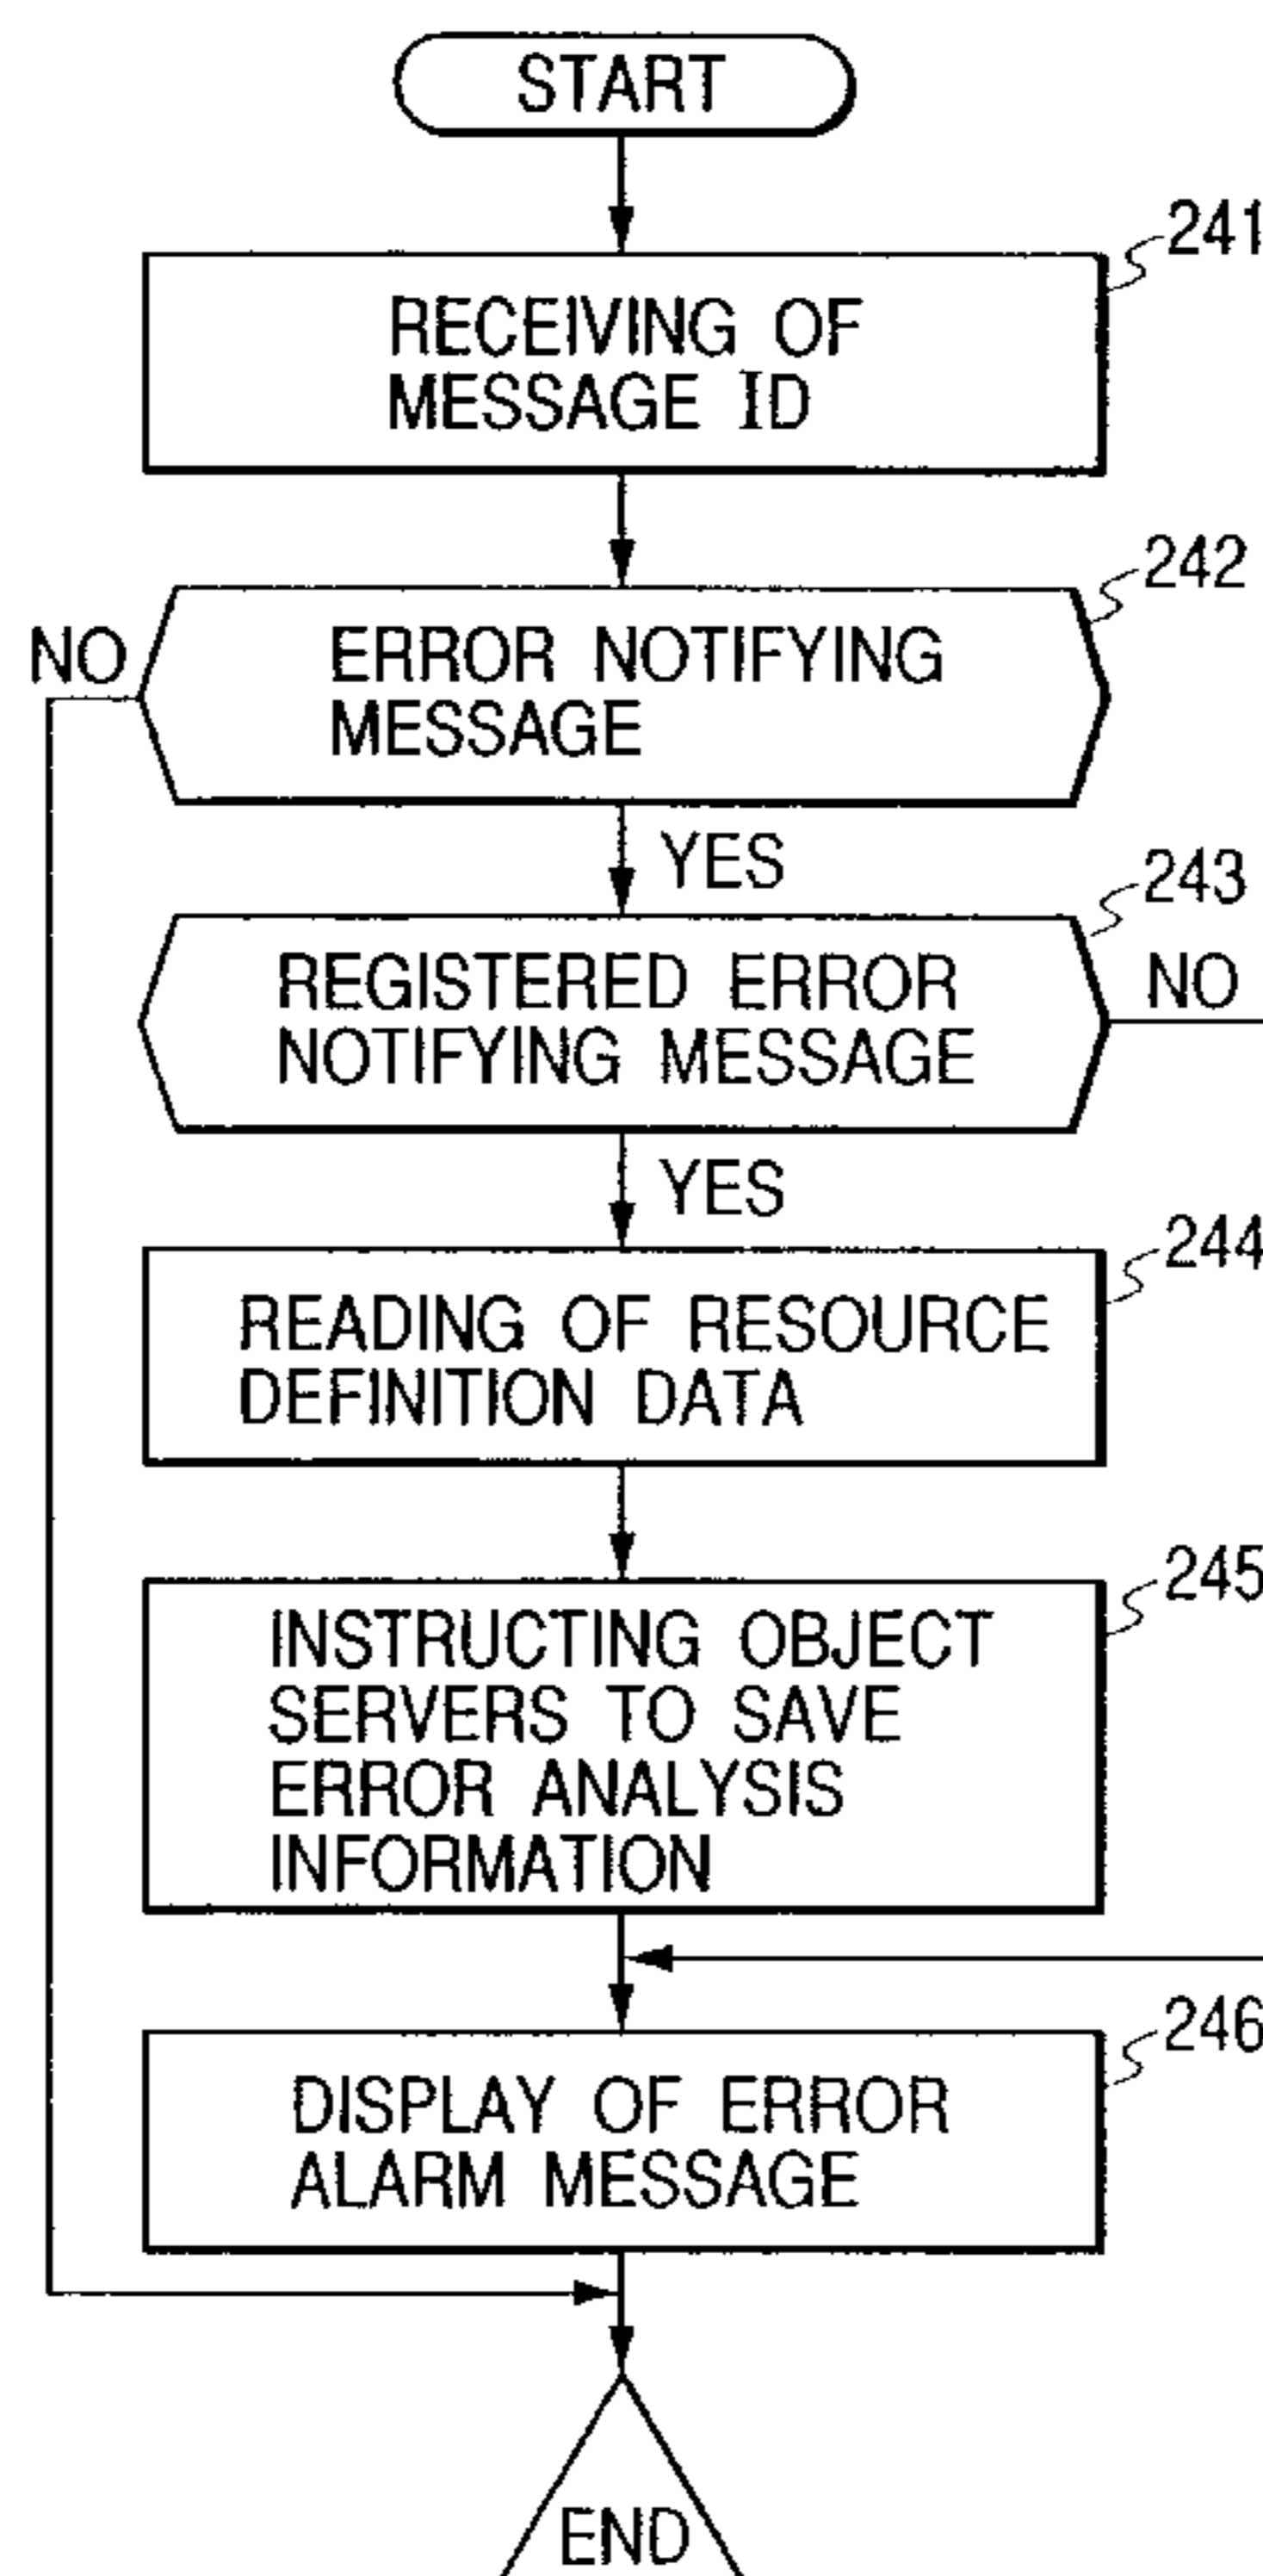 START
241
RECEIVING OF
MESSAGE ID
242
NO
ERROR NOTIFYING
MESSAGE
YES
243
REGISTERED ERROR
NO
NOTIFYING MESSAGE
YES
244
READING OF RESOURCE
DEFINITION DATA
245
INSTRUCTING OBJECT
SERVERS TO SAVE
ERROR ANALYSIS
INFORMATION
246
DISPLAY OF ERROR
ALARM MESSAGE
END